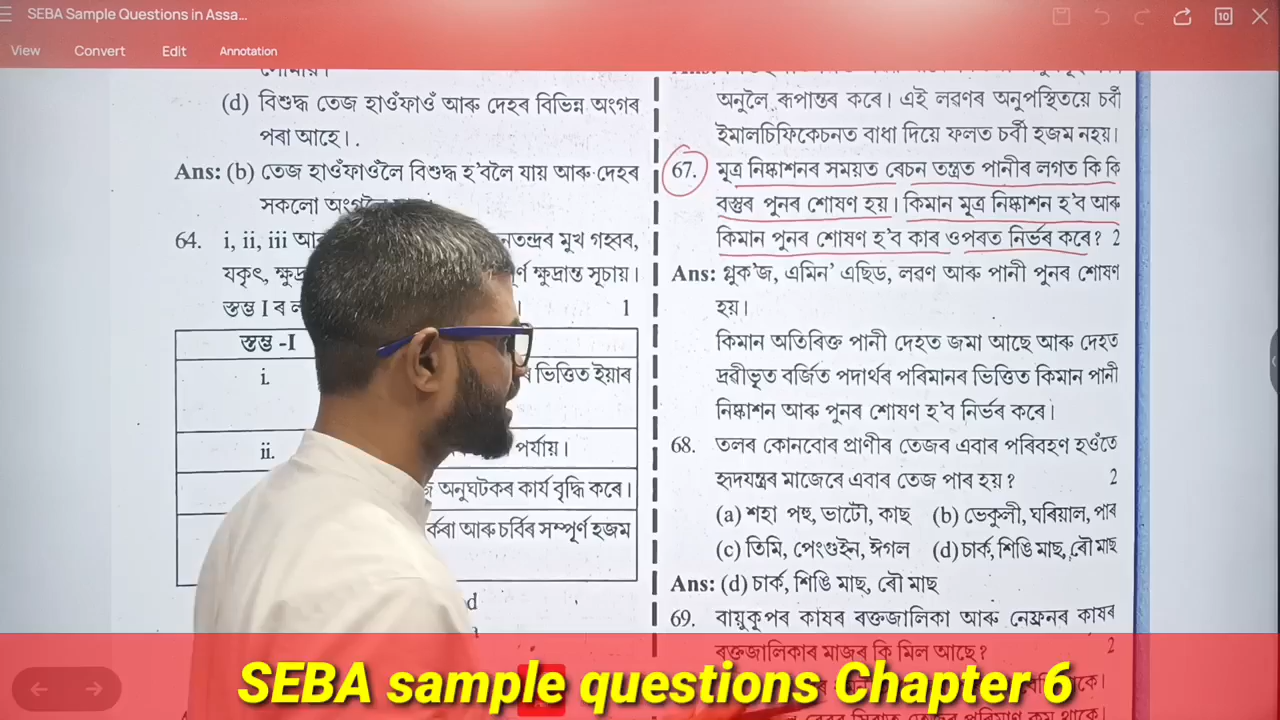 SEBA Sample Questions in Assa...
10
View Convert Edit Annotation
(d) বিশুদ্ধ তেজ হাওঁফাওঁ আৰু দেহৰ বিভিন্ন অংগৰ
পৰা আহে।
Ans: (b) তেজ হাওঁফাওঁলৈ বিশুদ্ধ হ'বলৈ যায় আৰু দেহৰ
সকলো
64. i, ii, iii মুখ গহ্বৰ,
যকৃৎ, ক্ষুদ্ৰান্ত সূচায়।
স্তম্ভ I ৰ 1
স্তম্ভ -I
i. ভিত্তিত ইয়াৰ
ii. পৰ্যায়।
অনুঘটকৰ কাৰ্য বৃদ্ধি কৰে।
আৰু চৰ্বিৰ সম্পূৰ্ণ হজম
d
অনুলৈ ৰূপান্তৰ কৰে। এই লৱণৰ অনুপস্থিতয়ে চৰ্বী
ইমালচিফিকেচনত বাধা দিয়ে ফলত চৰ্বী হজম নহয়।
67. মূত্ৰ নিষ্কাশনৰ সময়ত ৰেচন তন্ত্ৰত পানীৰ লগত কি কি
বস্তুৰ পুনৰ শোষণ হয়। কিমান মূত্ৰ নিষ্কাশন হ'ব আৰু
কিমান পুনৰ শোষণ হ'ব কাৰ ওপৰত নিৰ্ভৰ কৰে? 2
Ans: গ্লুক'জ, এমিন' এছিড, লৱণ আৰু পানী পুনৰ শোষণ
হয়।
কিমান অতিৰিক্ত পানী দেহত জমা আছে আৰু দেহত
দ্ৰৱীভূত বৰ্জিত পদাৰ্থৰ পৰিমানৰ ভিত্তিত কিমান পানী
নিষ্কাশন আৰু পুনৰ শোষণ হ'ব নিৰ্ভৰ কৰে।
68. তলৰ কোনবোৰ প্ৰাণীৰ তেজৰ এবাৰ পৰিবহণ হওঁতে
হৃদযন্ত্ৰৰ মাজেৰে এবাৰ তেজ পাৰ হয়? 2
(a) শহা পহু, ভাটৌ, কাছ (b) ভেকুলী, ঘৰিয়াল, পাৰ
(c) তিমি, পেংগুইন, ঈগল (d) চাৰ্ক, শিঙি মাছ, ৰৌ মাছ
Ans: (d) চাৰ্ক, শিঙি মাছ, ৰৌ মাছ
69. বায়ুকূপৰ কাষৰ ৰক্তজালিকা আৰু নেফ্ৰনৰ কাষৰ
ৰক্তজালিকাৰ মাজৰ কি মিল আছে? 2
SEBA sample questions Chapter 6